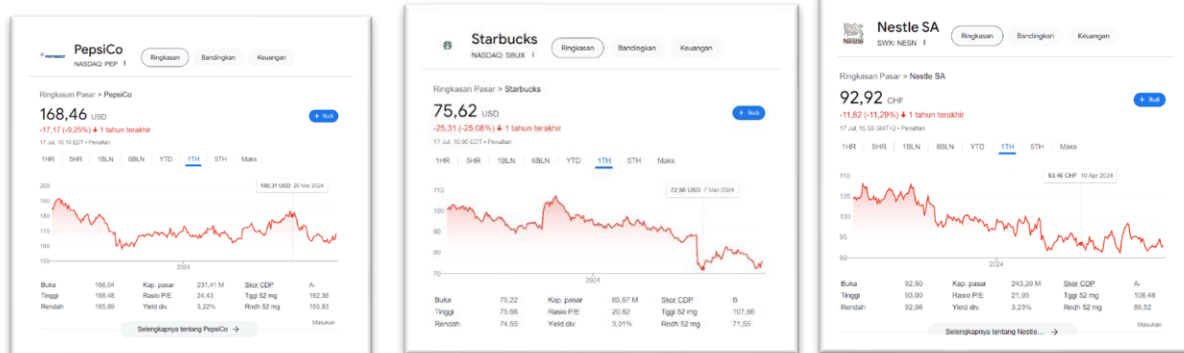 PEPSICO
PepsiCo
NASDAQ: PEP
Ringkasan
Bandingkan
Keuangan
Ringkasan Pasar > PepsiCo
168,46 USD
+ Ikuti
-17,17 (-9,25%) ↓ 1 tahun terakhir
17 Jul, 10.10 EDT • Penafian
1HR 5HR 1BLN 6BLN YTD 1TH 5TH Maks
200
190
180
170
160
150
180,31 USD 20 Mei 2024
2024
Buka 166,04 Kap. pasar 231,41 M Skor CDP A-
Tinggi 168,48 Rasio P/E 24,43 Tggi 52 mg 192,38
Rendah 165,89 Yield div. 3,22% Rndh 52 mg 155,83
Selengkapnya tentang PepsiCo →
Masukan
Starbucks
NASDAQ: SBUX
Ringkasan
Bandingkan
Keuangan
Ringkasan Pasar > Starbucks
75,62 USD
+ Ikuti
-25,31 (-25,08%) ↓ 1 tahun terakhir
17 Jul, 10.00 EDT • Penafian
1HR 5HR 1BLN 6BLN YTD 1TH 5TH Maks
110
100
90
80
70
72,50 USD 7 Mei 2024
2024
Buka 75,22 Kap. pasar 85,67 M Skor CDP B
Tinggi 75,66 Rasio P/E 20,82 Tggi 52 mg 107,66
Rendah 74,55 Yield div. 3,01% Rndh 52 mg 71,55
Nestlé
Nestle SA
SWX: NESN
Ringkasan
Bandingkan
Keuangan
Ringkasan Pasar > Nestle SA
92,92 CHF
+ Ikuti
-11,82 (-11,29%) ↓ 1 tahun terakhir
17 Jul, 15.59 GMT+2 • Penafian
1HR 5HR 1BLN 6BLN YTD 1TH 5TH Maks
110
105
100
95
90
93,46 CHF 10 Apr 2024
2024
Buka 92,50 Kap. pasar 243,29 M Skor CDP A-
Tinggi 93,00 Rasio P/E 21,95 Tggi 52 mg 108,48
Rendah 92,06 Yield div. 3,23% Rndh 52 mg 89,52
Selengkapnya tentang Nestle... →
Masukan